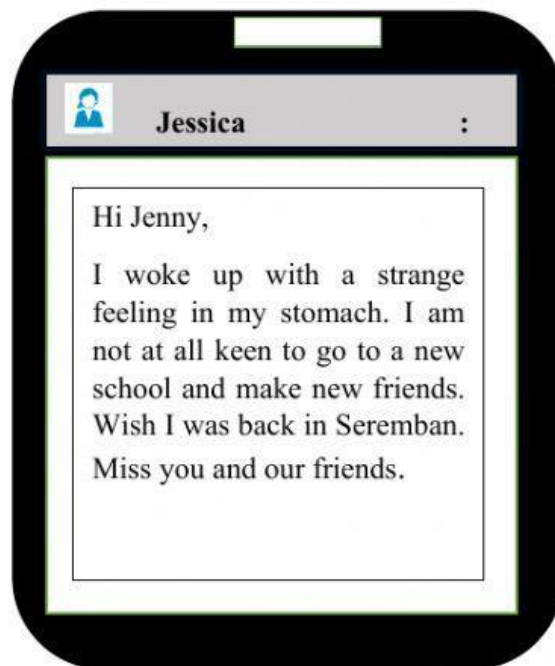 Jessica :
Hi Jenny,
I woke up with a strange
feeling in my stomach. I am
not at all keen to go to a new
school and make new friends.
Wish I was back in Seremban.
Miss you and our friends.